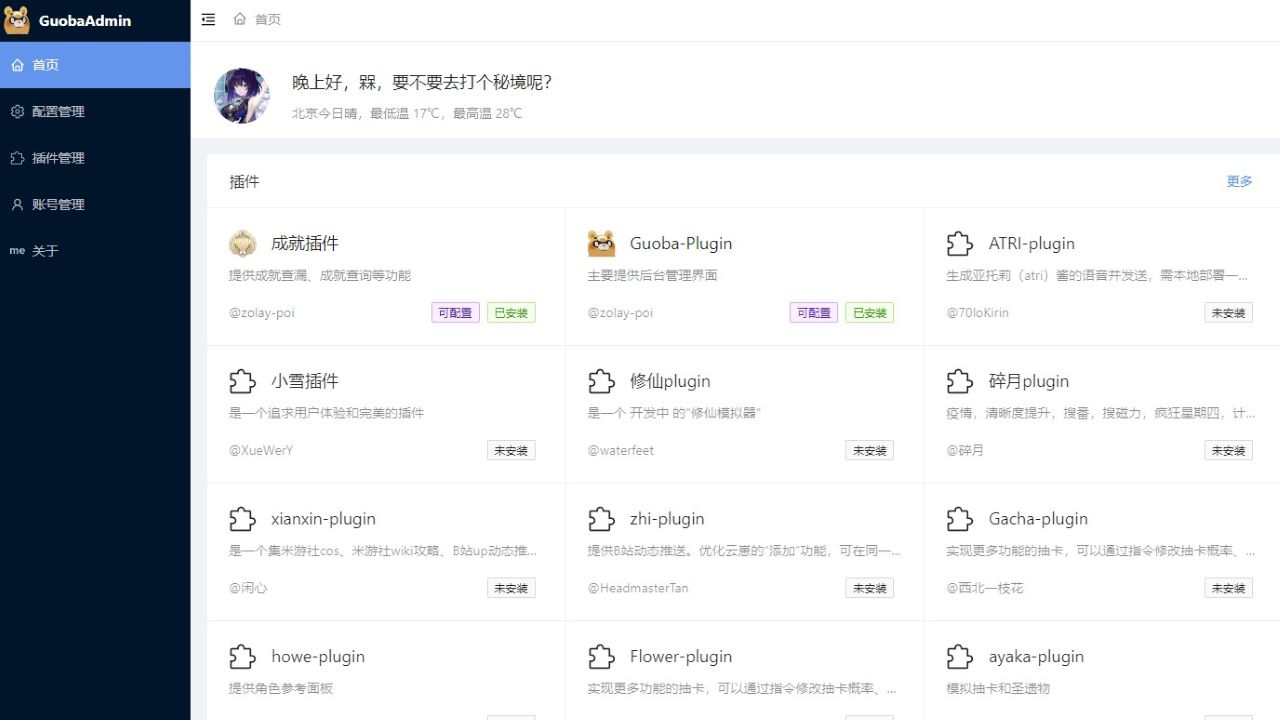 GuobaAdmin
首页
首页
配置管理
插件管理
账号管理
me 关于
晚上好，槑，要不要去打个秘境呢？
北京今日晴，最低温 17℃，最高温 28℃
插件
更多
成就插件
提供成就查漏、成就查询等功能
@zolay-poi
可配置
已安装
Guoba-Plugin
主要提供后台管理界面
@zolay-poi
可配置
已安装
ATRI-plugin
生成亚托莉（atri）酱的语音并发送，需本地部署一...
@70loKirin
未安装
小雪插件
是一个追求用户体验和完美的插件
@XueWerY
未安装
修仙plugin
是一个 开发中 的"修仙模拟器"
@waterfeet
未安装
碎月plugin
疫情，清晰度提升，搜番，搜磁力，疯狂星期四，计...
@碎月
未安装
xianxin-plugin
是一个集米游社cos、米游社wiki攻略、B站up动态推...
@闲心
未安装
zhi-plugin
提供B站动态推送。优化云崽的"添加"功能，可在同一...
@HeadmasterTan
未安装
Gacha-plugin
实现更多功能的抽卡，可以通过指令修改抽卡概率、...
@西北一枝花
未安装
howe-plugin
提供角色参考面板
Flower-plugin
实现更多功能的抽卡，可以通过指令修改抽卡概率、...
ayaka-plugin
模拟抽卡和圣遗物